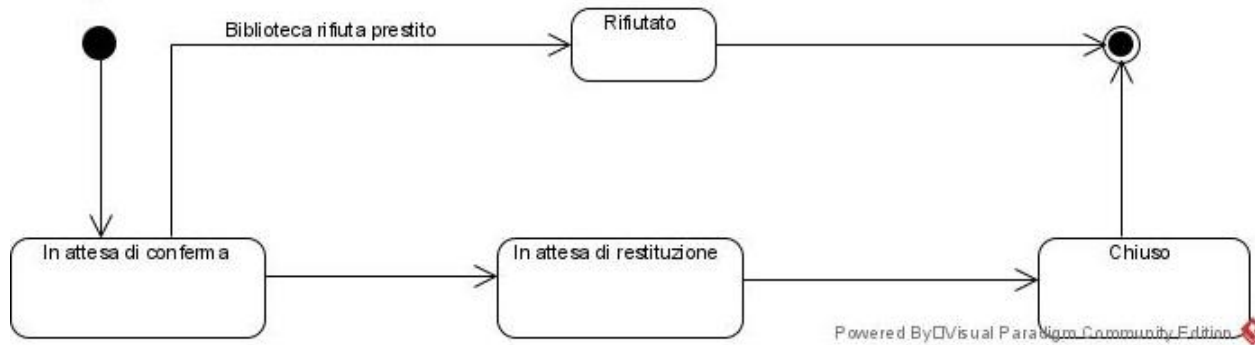 Biblioteca rifiuta prestito
Rifiutato
In attesa di conferma
In attesa di restituzione
Chiuso
Powered By□Visual Paradigm Community Edition